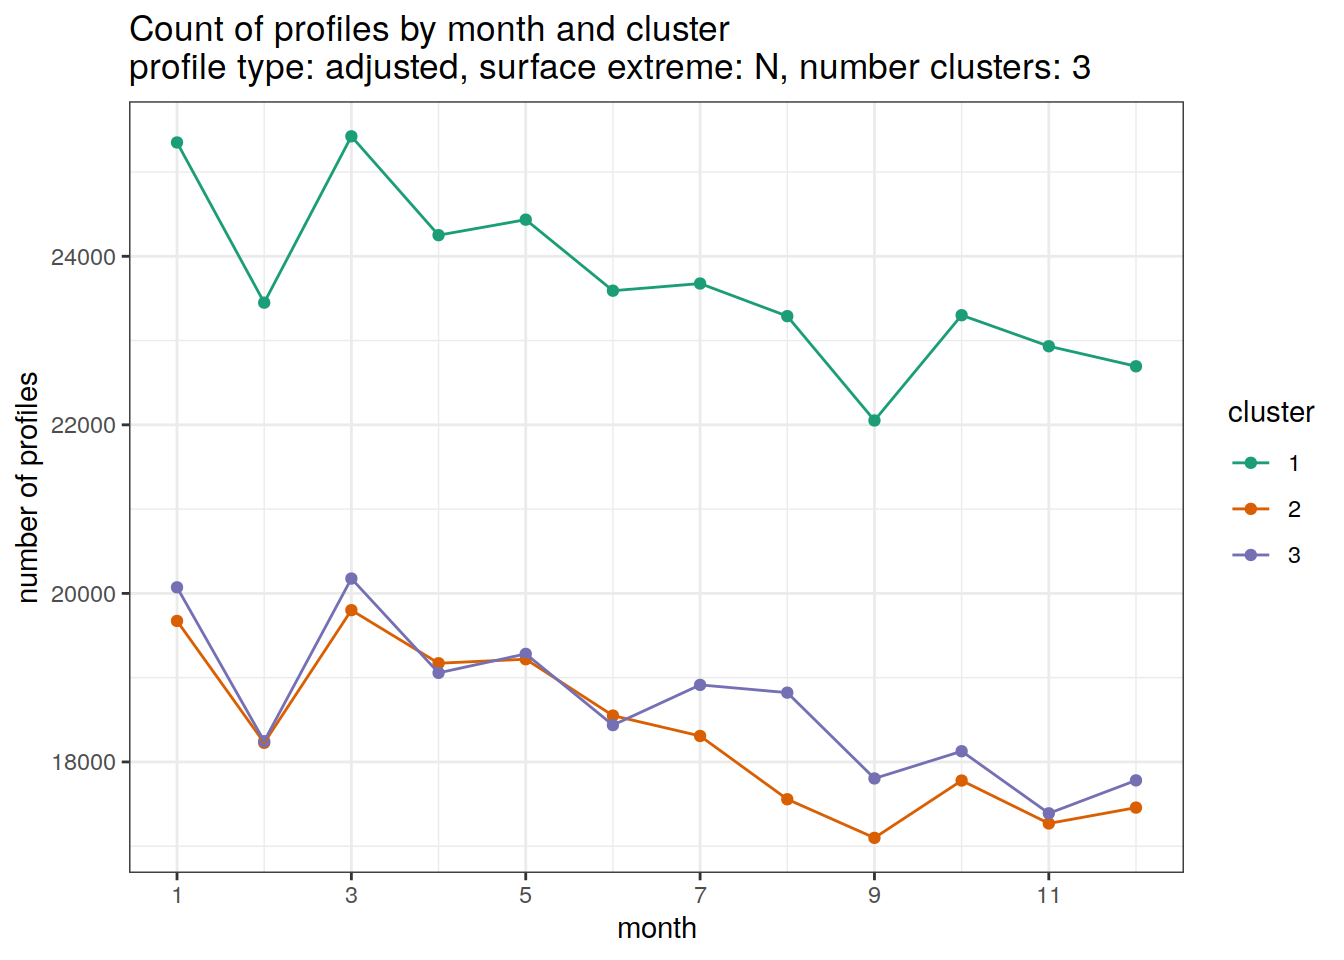 Count of profiles by month and cluster
profile type: adjusted, surface extreme: N, number clusters: 3
number of profiles
24000
22000
20000
18000
1 3 5 7 9 11
month
cluster
1
2
3